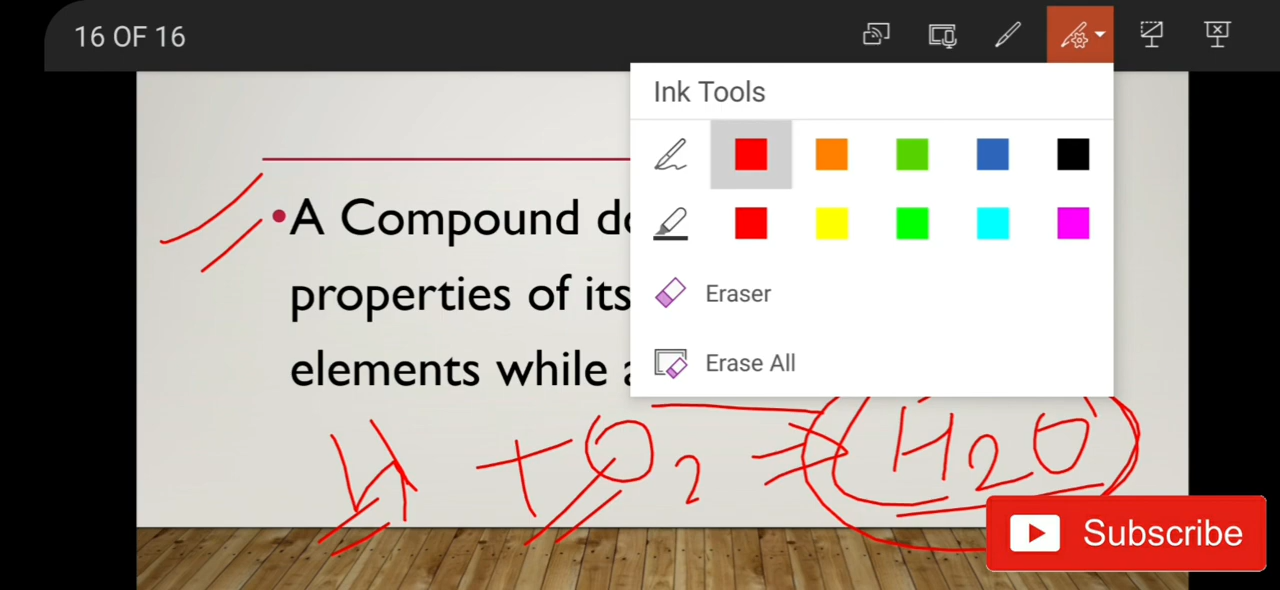 16 OF 16
Ink Tools
Eraser
Erase All
• A Compound do
properties of its
elements while a
H + O2 ⇒ H2O
Subscribe